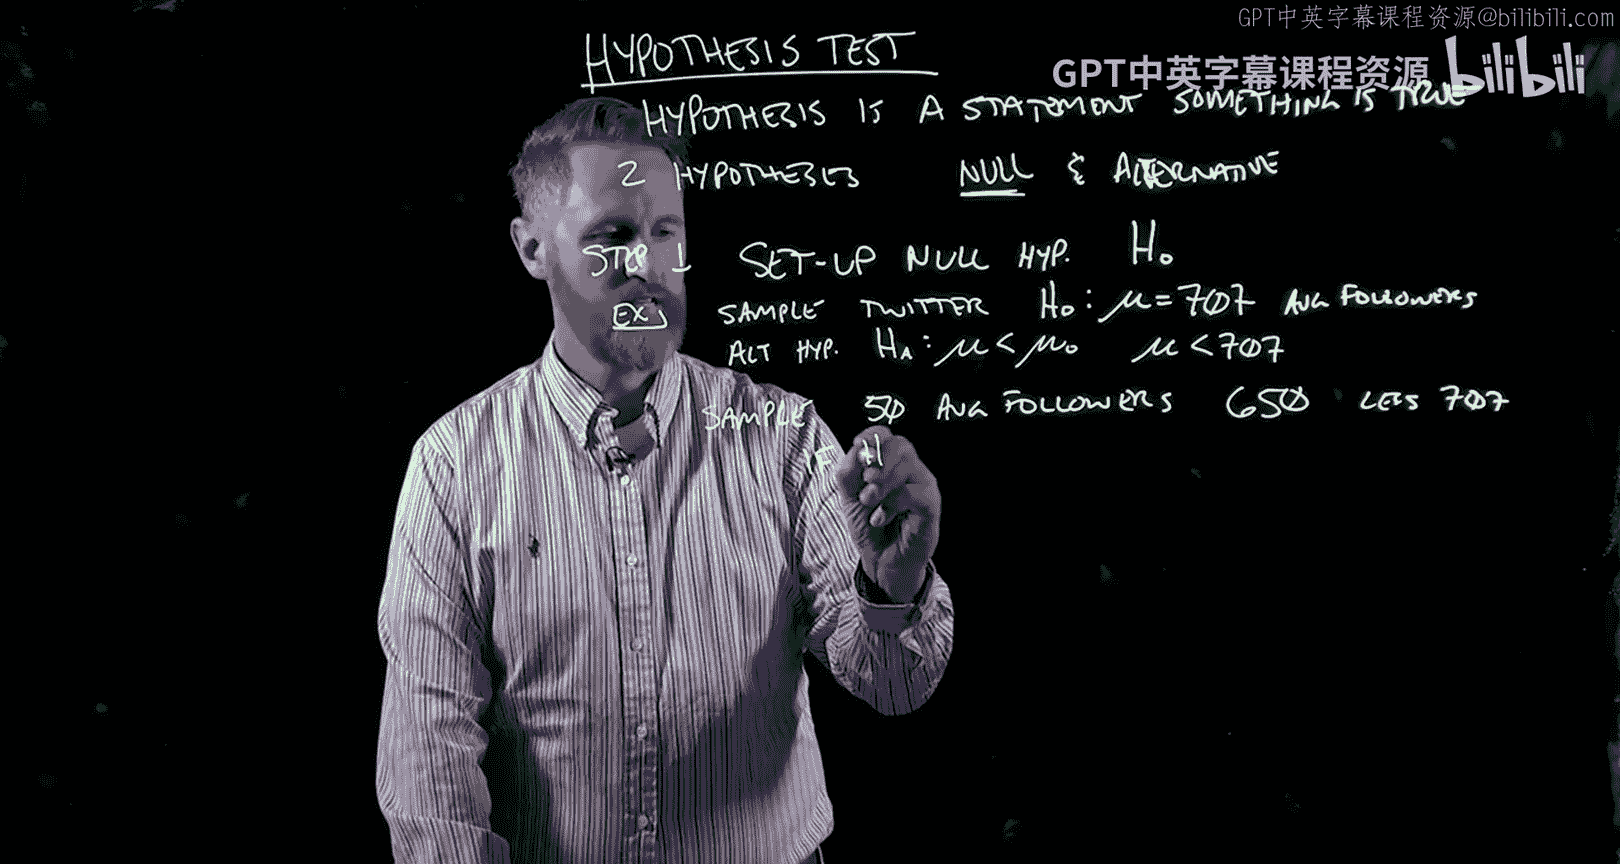 GPT中英字幕课程资源@bilibili.com
GPT中英字幕课程资源 bilibili
HYPOTHESIS TEST
HYPOTHESIS IS A STATEMENT SOMETHING IS TRUE
2 HYPOTHESES NULL & ALTERNATIVE
STEP 1 SET-UP NULL HYP. H₀
EX) SAMPLE TWITTER H₀: μ = 707 AVG FOLLOWERS
ALT HYP. Hᴀ: μ < μ₀ μ < 707
SAMPLE 50 AVG FOLLOWERS 650 LESS 707
IF H